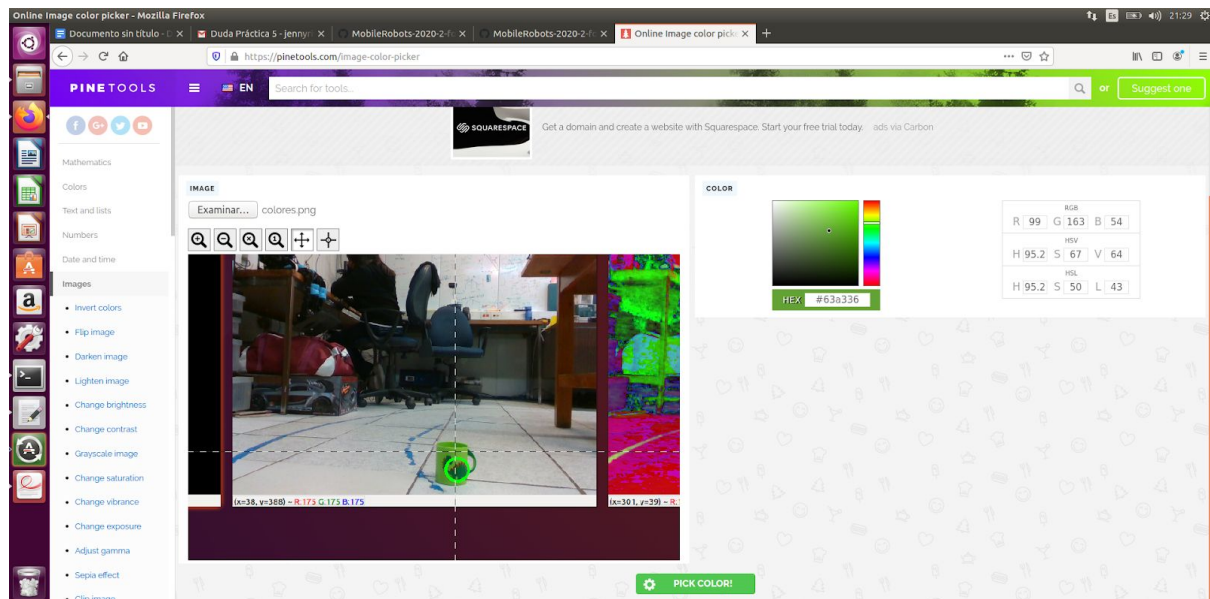 Online Image color picker - Mozilla Firefox
Es 21:29
Documento sin título - D
Duda Práctica 5 - jennyr
MobileRobots-2020-2-fo
MobileRobots-2020-2-fo
Online Image color picke
https://pinetools.com/image-color-picker
PINETOOLS
EN
Search for tools..
or
Suggest one
SQUARESPACE
Get a domain and create a website with Squarespace. Start your free trial today.
ads via Carbon
Mathematics
Colors
Text and lists
Numbers
Date and time
Images
Invert colors
Flip image
Darken image
Lighten image
Change brightness
Change contrast
Grayscale image
Change saturation
Change vibrance
Change exposure
Adjust gamma
Sepia effect
Clip image
IMAGE
Examinar... colores.png
(x=38, y=388) ~ R:175 G:175 B:175
(x=301, y=39) ~ R:
COLOR
HEX #63a336
RGB
R 99 G 163 B 54
HSV
H 95.2 S 67 V 64
HSL
H 95.2 S 50 L 43
PICK COLOR!